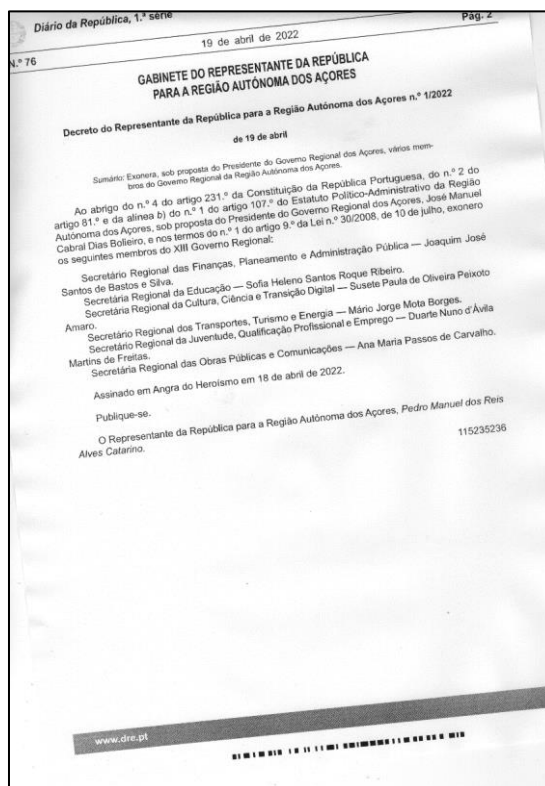 Diário da República, 1.ª série
Pág. 2
N.º 76
19 de abril de 2022
GABINETE DO REPRESENTANTE DA REPÚBLICA
PARA A REGIÃO AUTÓNOMA DOS AÇORES
Decreto do Representante da República para a Região Autónoma dos Açores n.º 1/2022
de 19 de abril
Sumário: Exonera, sob proposta do Presidente do Governo Regional dos Açores, vários mem-
bros do Governo Regional da Região Autónoma dos Açores.
Ao abrigo do n.º 4 do artigo 231.º da Constituição da República Portuguesa, do n.º 2 do
artigo 81.º e da alínea b) do n.º 1 do artigo 107.º do Estatuto Político-Administrativo da Região
Autónoma dos Açores, sob proposta do Presidente do Governo Regional dos Açores, José Manuel
Cabral Dias Bolieiro, e nos termos do n.º 1 do artigo 9.º da Lei n.º 30/2008, de 10 de julho, exonero
os seguintes membros do XIII Governo Regional:
Secretário Regional das Finanças, Planeamento e Administração Pública — Joaquim José
Santos de Bastos e Silva.
Secretária Regional da Educação — Sofia Heleno Santos Roque Ribeiro.
Secretária Regional da Cultura, Ciência e Transição Digital — Susete Paula de Oliveira Peixoto
Amaro.
Secretário Regional dos Transportes, Turismo e Energia — Mário Jorge Mota Borges.
Secretário Regional da Juventude, Qualificação Profissional e Emprego — Duarte Nuno d'Ávila
Martins de Freitas.
Secretária Regional das Obras Públicas e Comunicações — Ana Maria Passos de Carvalho.
Assinado em Angra do Heroísmo em 18 de abril de 2022.
Publique-se.
O Representante da República para a Região Autónoma dos Açores, Pedro Manuel dos Reis
Alves Catarino.
115235236
www.dre.pt